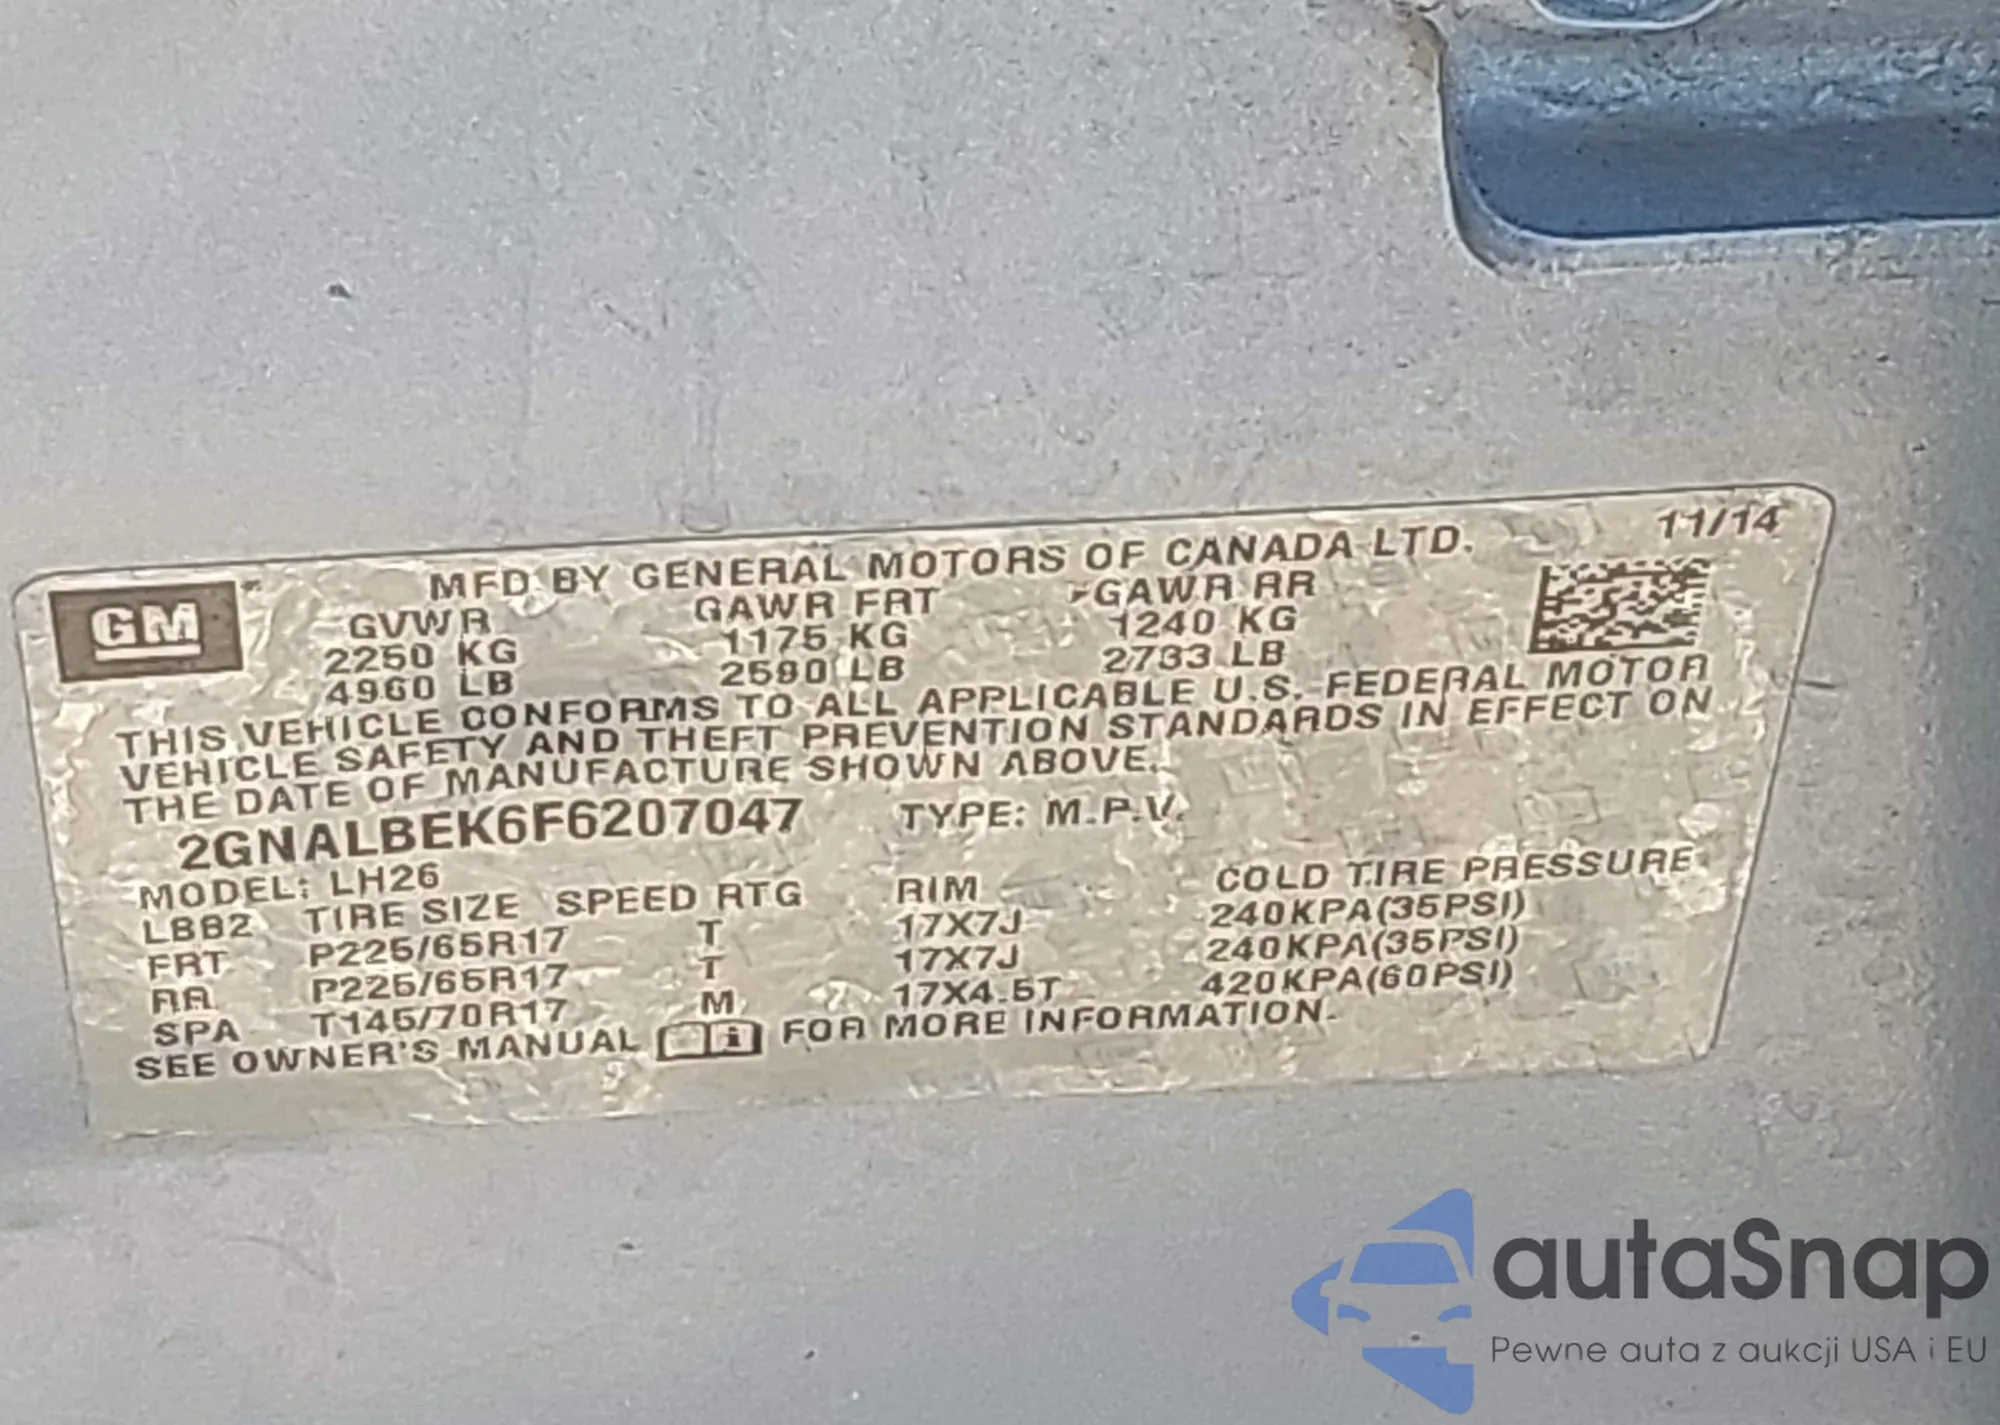 11/14
GM
MFD BY GENERAL MOTORS OF CANADA LTD.
GVWR GAWR FRT GAWR RR
2250 KG 1175 KG 1240 KG
4960 LB 2590 LB 2733 LB
THIS VEHICLE CONFORMS TO ALL APPLICABLE U.S. FEDERAL MOTOR
VEHICLE SAFETY AND THEFT PREVENTION STANDARDS IN EFFECT ON
THE DATE OF MANUFACTURE SHOWN ABOVE.
2GNALBEK6F6207047 TYPE: M.P.V.
MODEL: LH26
TIRE SIZE SPEED RTG RIM COLD TIRE PRESSURE
FRT P225/65R17 T 17X7J 240KPA(35PSI)
RR P225/65R17 T 17X7J 240KPA(35PSI)
SPA T145/70R17 M 17X4.5T 420KPA(60PSI)
SEE OWNER'S MANUAL FOR MORE INFORMATION.
autaSnap
Pewne auta z aukcji USA i EU